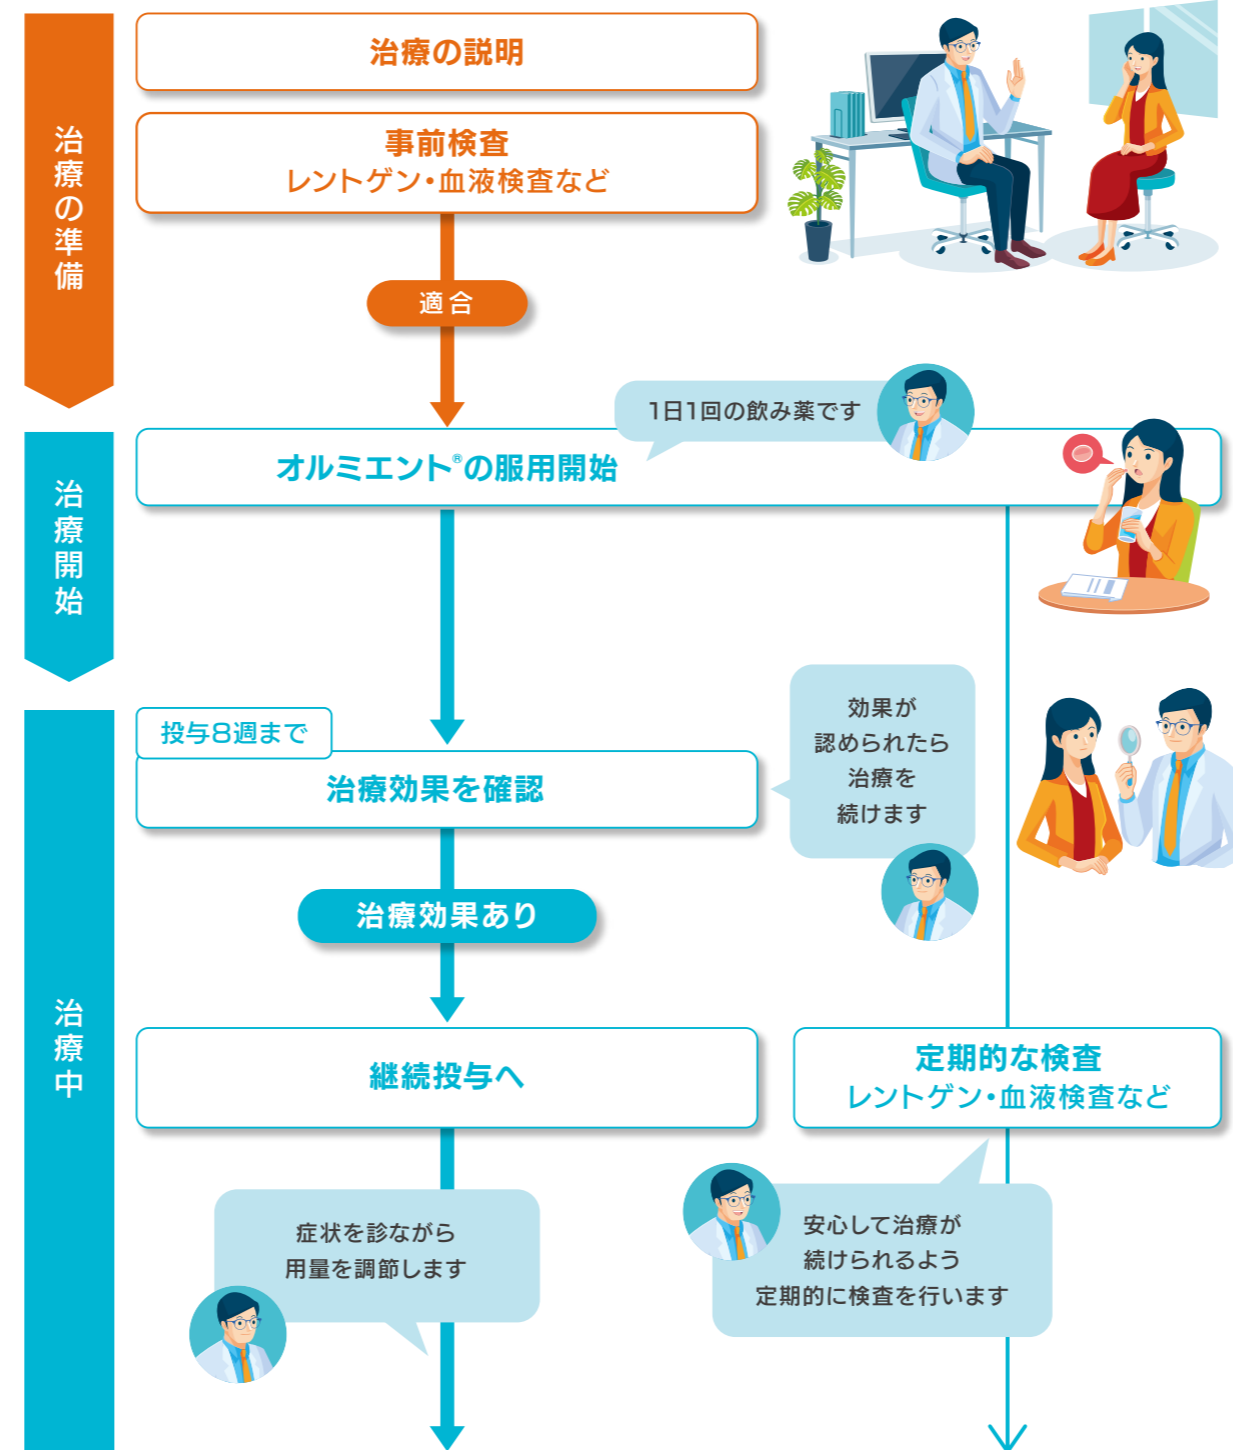 治療の準備
治療の説明
事前検査
レントゲン・血液検査など
適合
治療開始
1日1回の飲み薬です
オルミエント®の服用開始
治療中
投与8週まで
治療効果を確認
効果が
認められたら
治療を
続けます
治療効果あり
継続投与へ
定期的な検査
レントゲン・血液検査など
症状を診ながら
用量を調節します
安心して治療が
続けられるよう
定期的に検査を行います